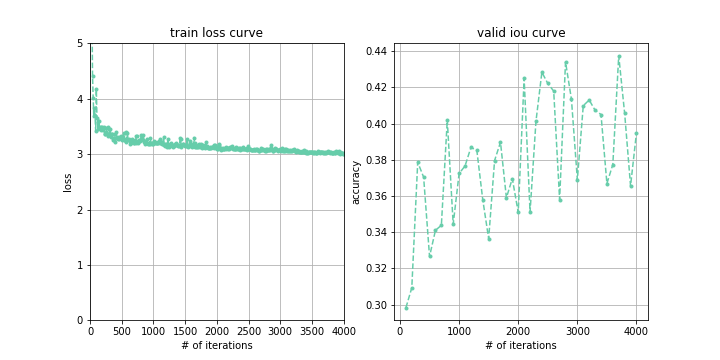 train loss curve
5
4
3
2
1
0
loss
0 500 1000 1500 2000 2500 3000 3500 4000
# of iterations
valid iou curve
0.44
0.42
0.40
0.38
0.36
0.34
0.32
0.30
accuracy
0 1000 2000 3000 4000
# of iterations